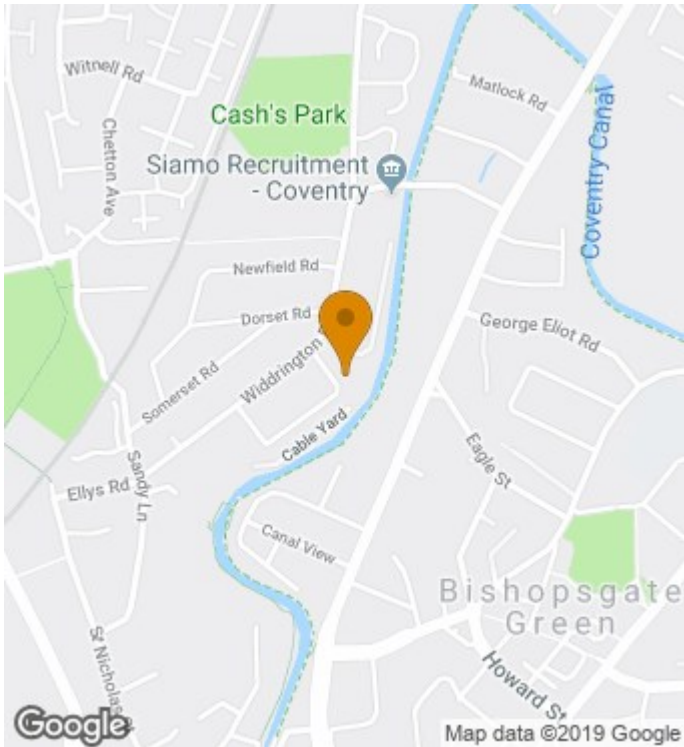 Witnell Rd
Matlock Rd
Chetton Ave
Cash's Park
Coventry Canal
Siamo Recruitment
- Coventry
Newfield Rd
Dorset Rd
George Eliot Rd
Widdrington
Somerset Rd
Cable Yard
Eagle St
Sandy Ln
Ellys Rd
Canal View
Bishopsgate
Green
St Nicholas
Howard St
Google
Map data ©2019 Google